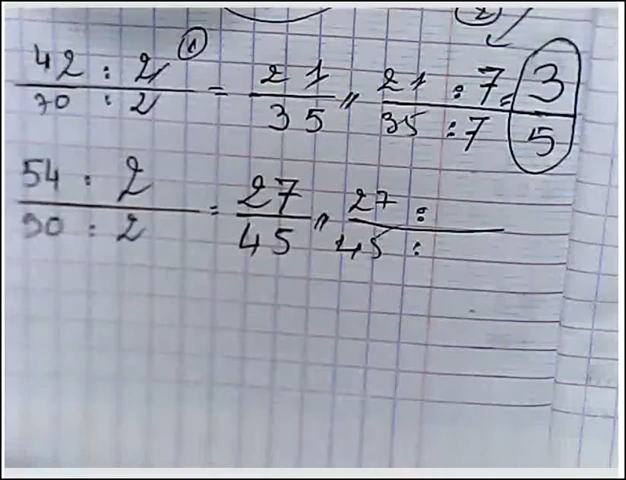 ②
①
42 : 2 / 70 : 2 = 21 / 35 // 21 : 7 / 35 : 7 = 3 / 5
54 : 2 / 90 : 2 = 27 / 45 // 27 : / 45 :